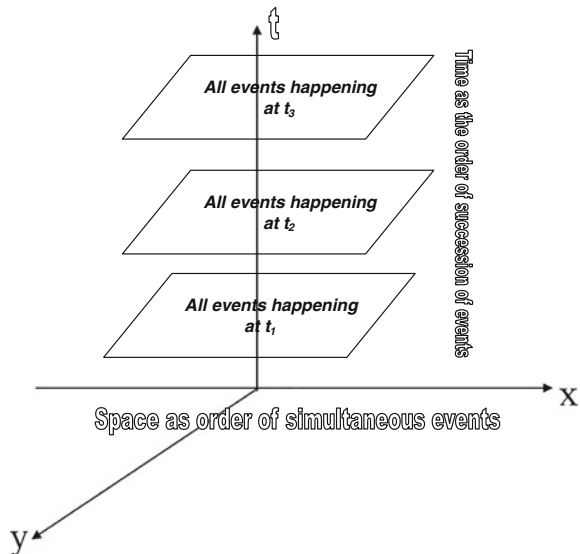 t
All events happening
at t₃
Time as the order of succession of events
All events happening
at t₂
All events happening
at t₁
x
Space as order of simultaneous events
y